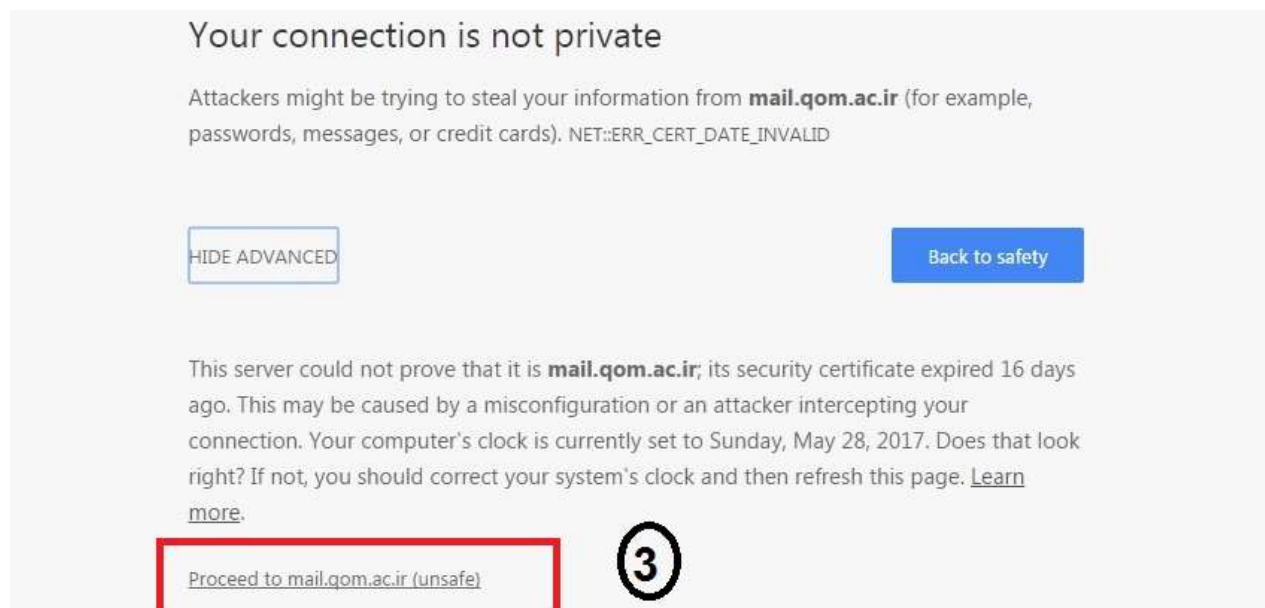 Your connection is not private
Attackers might be trying to steal your information from mail.qom.ac.ir (for example,
passwords, messages, or credit cards). NET::ERR_CERT_DATE_INVALID
HIDE ADVANCED
Back to safety
This server could not prove that it is mail.qom.ac.ir; its security certificate expired 16 days
ago. This may be caused by a misconfiguration or an attacker intercepting your
connection. Your computer's clock is currently set to Sunday, May 28, 2017. Does that look
right? If not, you should correct your system's clock and then refresh this page. Learn
more.
Proceed to mail.qom.ac.ir (unsafe)
3